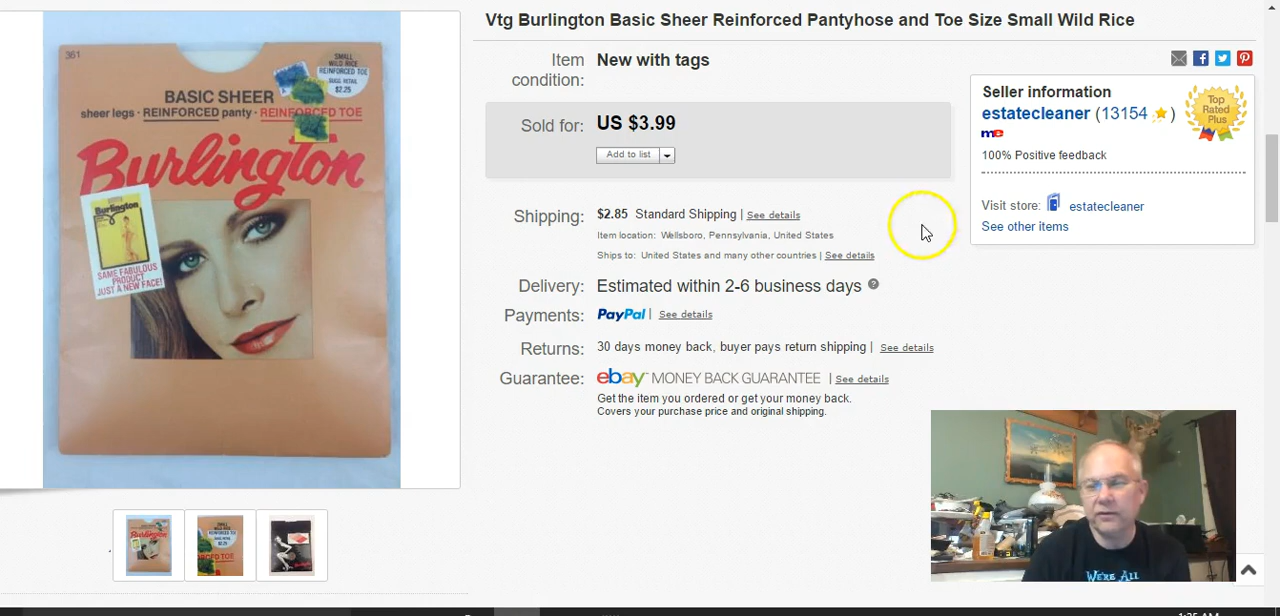 Vtg Burlington Basic Sheer Reinforced Pantyhose and Toe Size Small Wild Rice
361
SMALL
WILD RICE
REINFORCED TOE
SUGG. RETAIL
$2.25
A
BASIC SHEER
sheer legs · REINFORCED panty · REINFORCED TOE
Burlington
Burlington
SAME FABULOUS
PRODUCT
JUST A NEW FACE!
Item condition:
New with tags
Sold for:
US $3.99
Add to list
Shipping:
$2.85 Standard Shipping | See details
Item location: Wellsboro, Pennsylvania, United States
Ships to: United States and many other countries | See details
Delivery:
Estimated within 2-6 business days ?
Payments:
PayPal | See details
Returns:
30 days money back, buyer pays return shipping | See details
Guarantee:
ebay MONEY BACK GUARANTEE | See details
Get the item you ordered or get your money back.
Covers your purchase price and original shipping.
Seller information
estatecleaner (13154 ★ )
me
100% Positive feedback
Top
Rated
Plus
Visit store: estatecleaner
See other items
WE'RE ALL